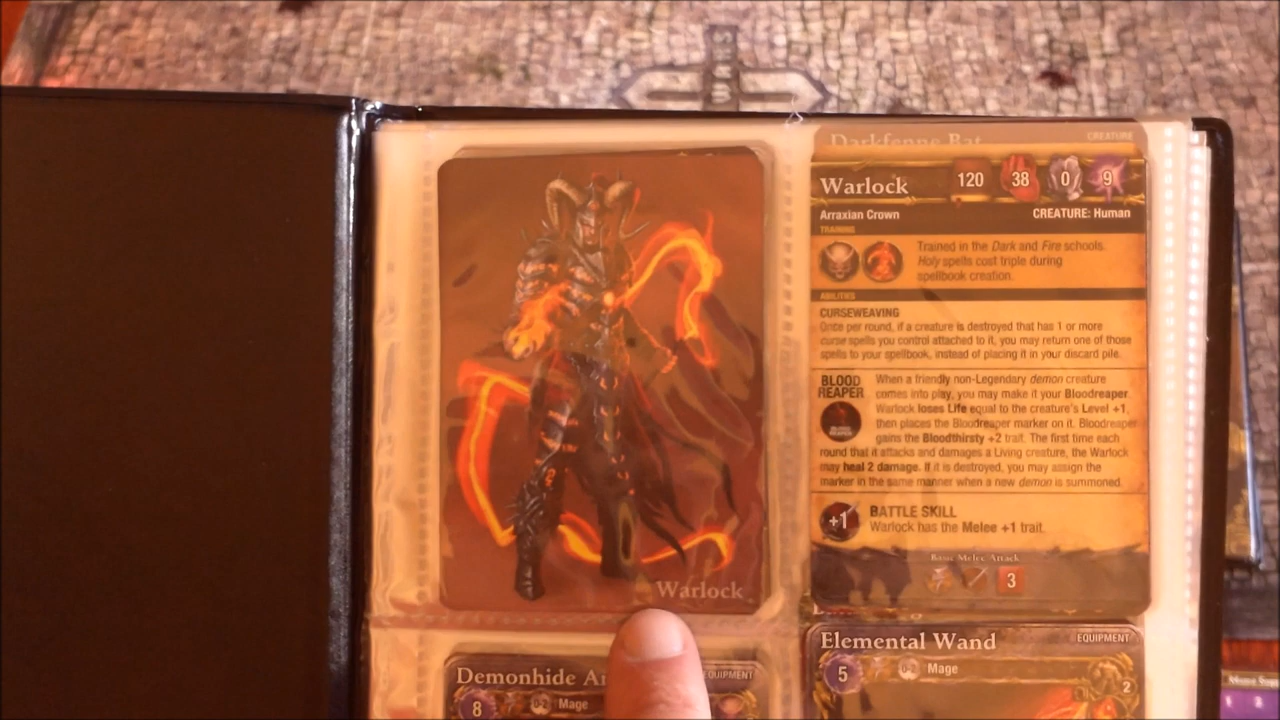 Darkfenne Bat
CREATURE
Warlock 120 38 0 9
Arraxian Crown CREATURE: Human
TRAINING
Trained in the Dark and Fire schools.
Holy spells cost triple during
spellbook creation.
ABILITIES
CURSEWEAVING
Once per round, if a creature is destroyed that has 1 or more
curse spells you control attached to it, you may return one of those
spells to your spellbook, instead of placing it in your discard pile.
BLOOD
REAPER
When a friendly non-Legendary demon creature
comes into play, you may make it your Bloodreaper.
Warlock loses Life equal to the creature's Level +1,
then places the Bloodreaper marker on it. Bloodreaper
gains the Bloodthirsty +2 trait. The first time each
round that it attacks and damages a Living creature, the Warlock
may heal 2 damage. If it is destroyed, you may assign the
marker in the same manner when a new demon is summoned.
BLOOD
REAPER
+1
BATTLE SKILL
Warlock has the Melee +1 trait.
Basic Melee Attack
3
Warlock
Demonhide EQUIPMENT
8 0-2 Mage
Elemental Wand EQUIPMENT
5 0-2 Mage
2